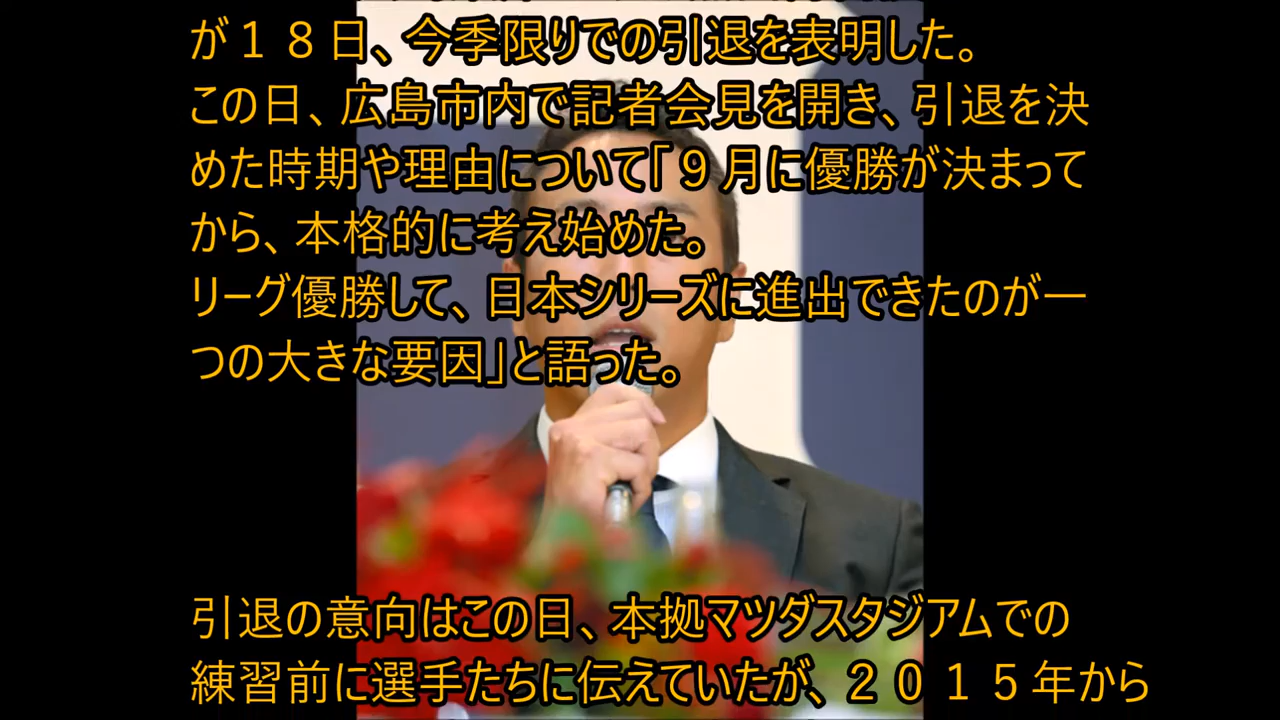 が１８日、今季限りでの引退を表明した。
この日、広島市内で記者会見を開き、引退を決
めた時期や理由について「９月に優勝が決まって
から、本格的に考え始めた。
リーグ優勝して、日本シリーズに進出できたのが一
つの大きな要因」と語った。
引退の意向はこの日、本拠マツダスタジアムでの
練習前に選手たちに伝えていたが、２０１５年から